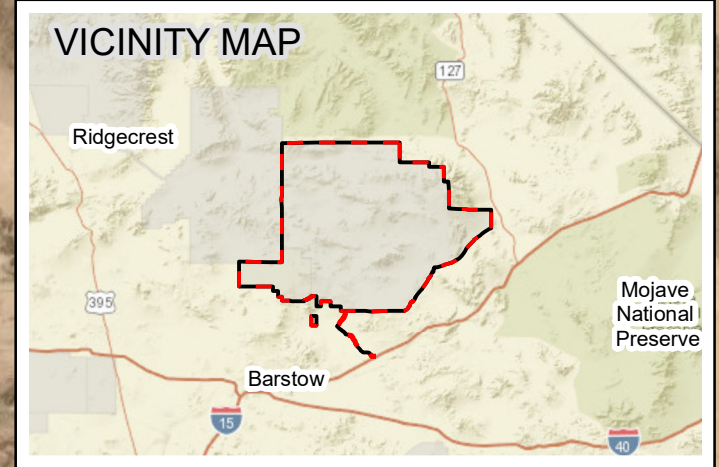 VICINITY MAP
127
Ridgecrest
395
Mojave
National
Preserve
Barstow
15
40